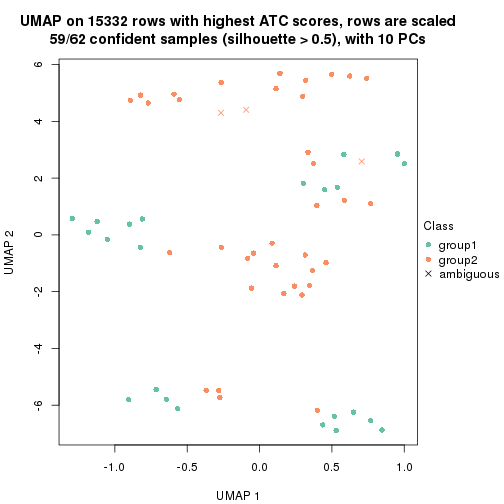 UMAP on 15332 rows with highest ATC scores, rows are scaled
59/62 confident samples (silhouette > 0.5), with 10 PCs
6
4
2
0
-2
-4
-6
UMAP 2
-1.0
-0.5
0.0
0.5
1.0
UMAP 1
Class
group1
group2
ambiguous